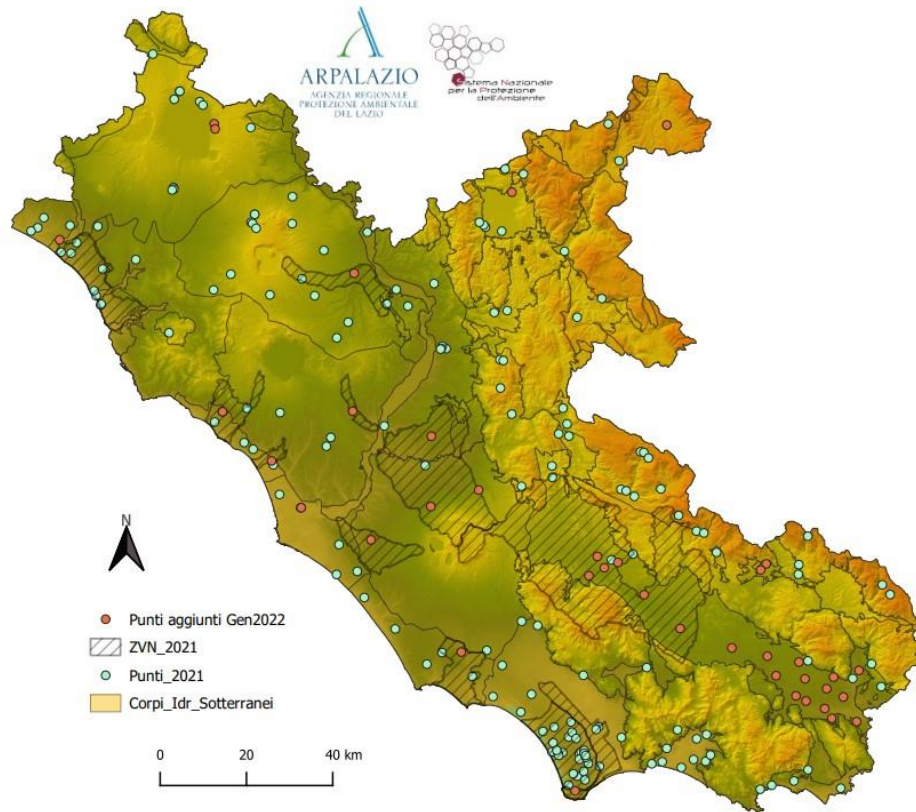 ARPALAZIO
AGENZIA REGIONALE
PROTEZIONE AMBIENTALE
DEL LAZIO
Sistema Nazionale
per la Protezione
dell'Ambiente
N
Punti aggiunti Gen2022
ZVN_2021
Punti_2021
Corpi_Idr_Sotterranei
0 20 40 km